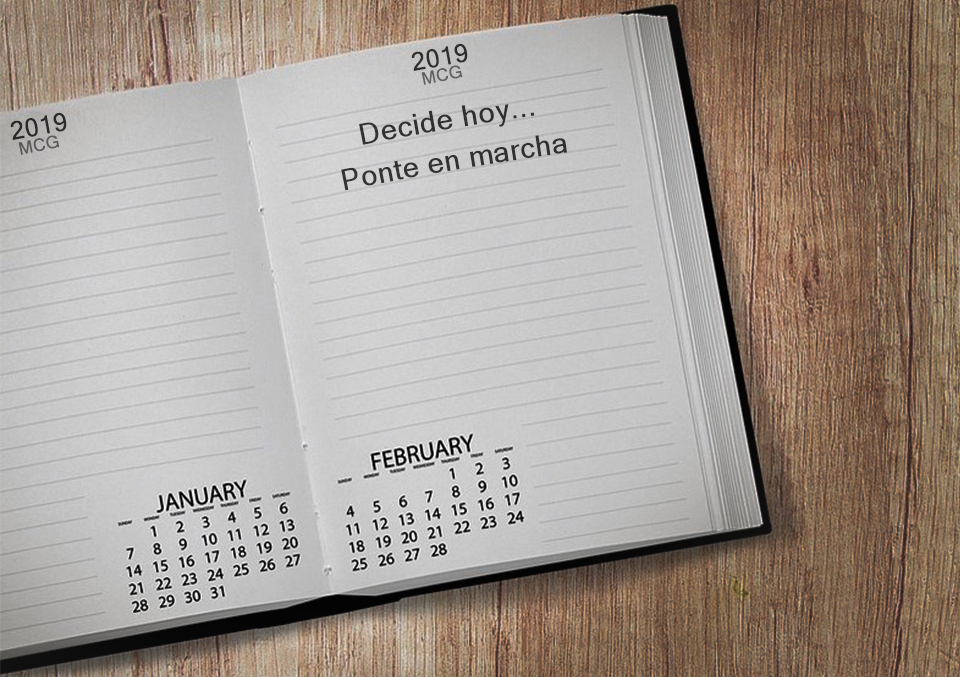 2019
MCG
JANUARY
SUNDAY MONDAY TUESDAY WEDNESDAY THURSDAY FRIDAY SATURDAY
1 2 3 4 5 6
7 8 9 10 11 12 13
14 15 16 17 18 19 20
21 22 23 24 25 26 27
28 29 30 31
2019
MCG
Decide hoy...
Ponte en marcha
FEBRUARY
SUNDAY MONDAY TUESDAY WEDNESDAY THURSDAY FRIDAY SATURDAY
1 2 3
4 5 6 7 8 9 10
11 12 13 14 15 16 17
18 19 20 21 22 23 24
25 26 27 28